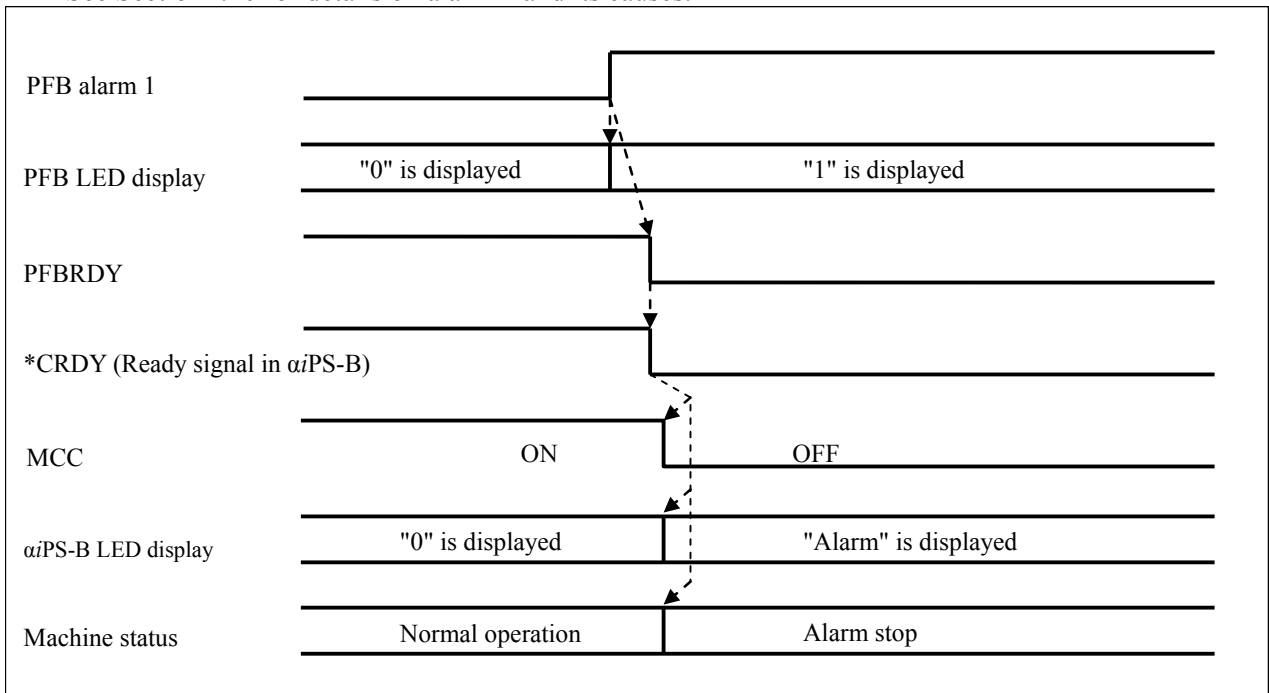 PFB alarm 1
PFB LED display
"0" is displayed
"1" is displayed
PFBRDY
*CRDY (Ready signal in αiPS-B)
MCC
ON
OFF
αiPS-B LED display
"0" is displayed
"Alarm" is displayed
Machine status
Normal operation
Alarm stop